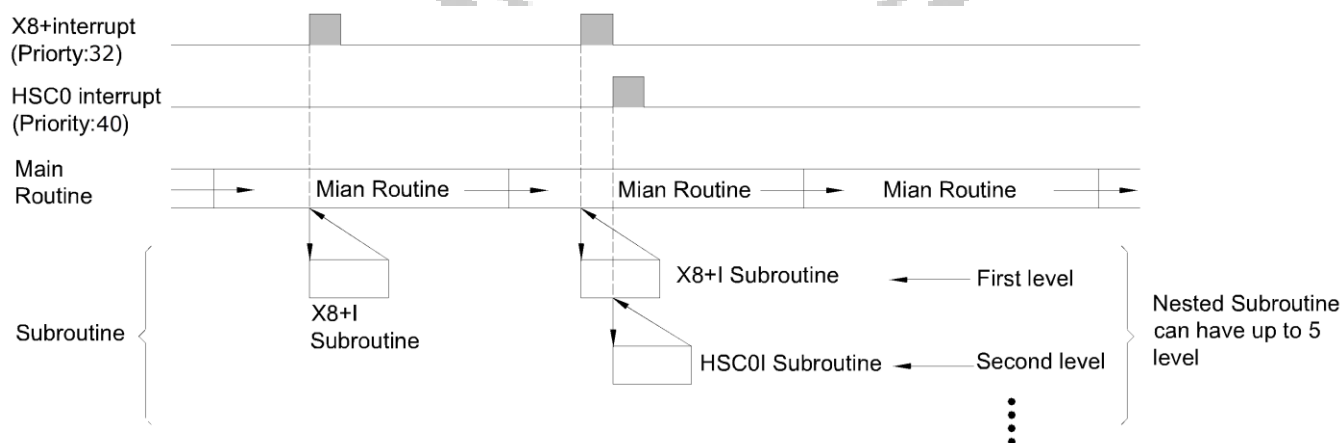 X8+interrupt
(Priorty:32)
HSC0 interrupt
(Priority:40)
Main
Routine
Mian Routine
Mian Routine
Mian Routine
Subroutine
X8+I
Subroutine
X8+I Subroutine
First level
HSC0I Subroutine
Second level
Nested Subroutine
can have up to 5
level